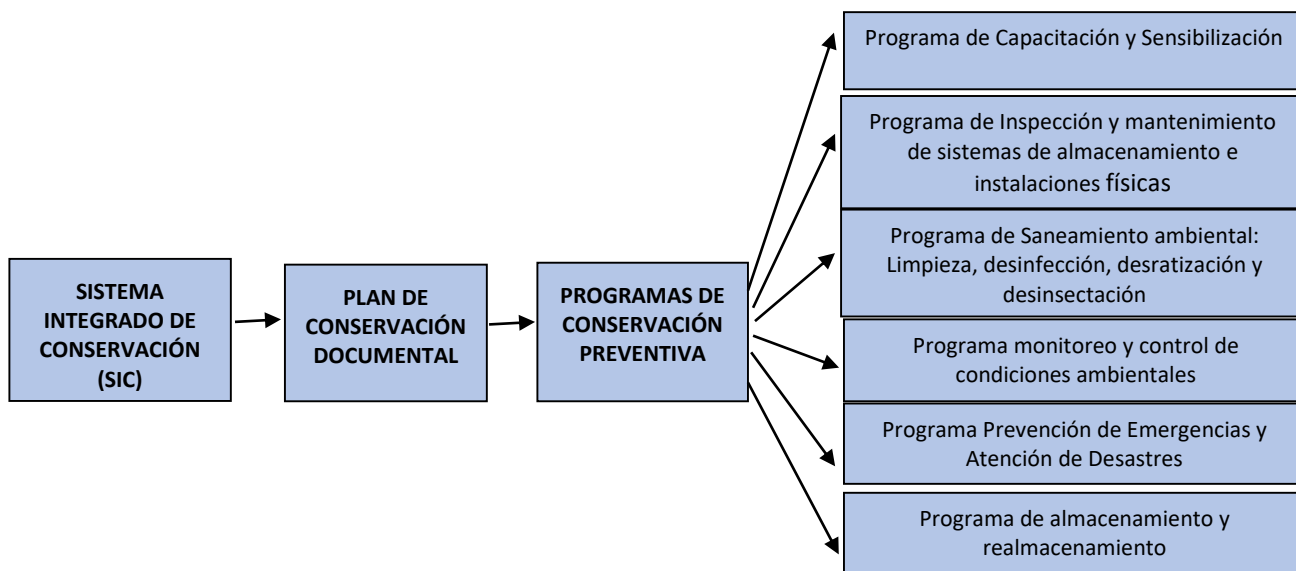 SISTEMA
INTEGRADO DE
CONSERVACIÓN
(SIC)
PLAN DE
CONSERVACIÓN
DOCUMENTAL
PROGRAMAS DE
CONSERVACIÓN
PREVENTIVA
Programa de Capacitación y Sensibilización
Programa de Inspección y mantenimiento
de sistemas de almacenamiento e
instalaciones físicas
Programa de Saneamiento ambiental:
Limpieza, desinfección, desratización y
desinsectación
Programa monitoreo y control de
condiciones ambientales
Programa Prevención de Emergencias y
Atención de Desastres
Programa de almacenamiento y
realmacenamiento